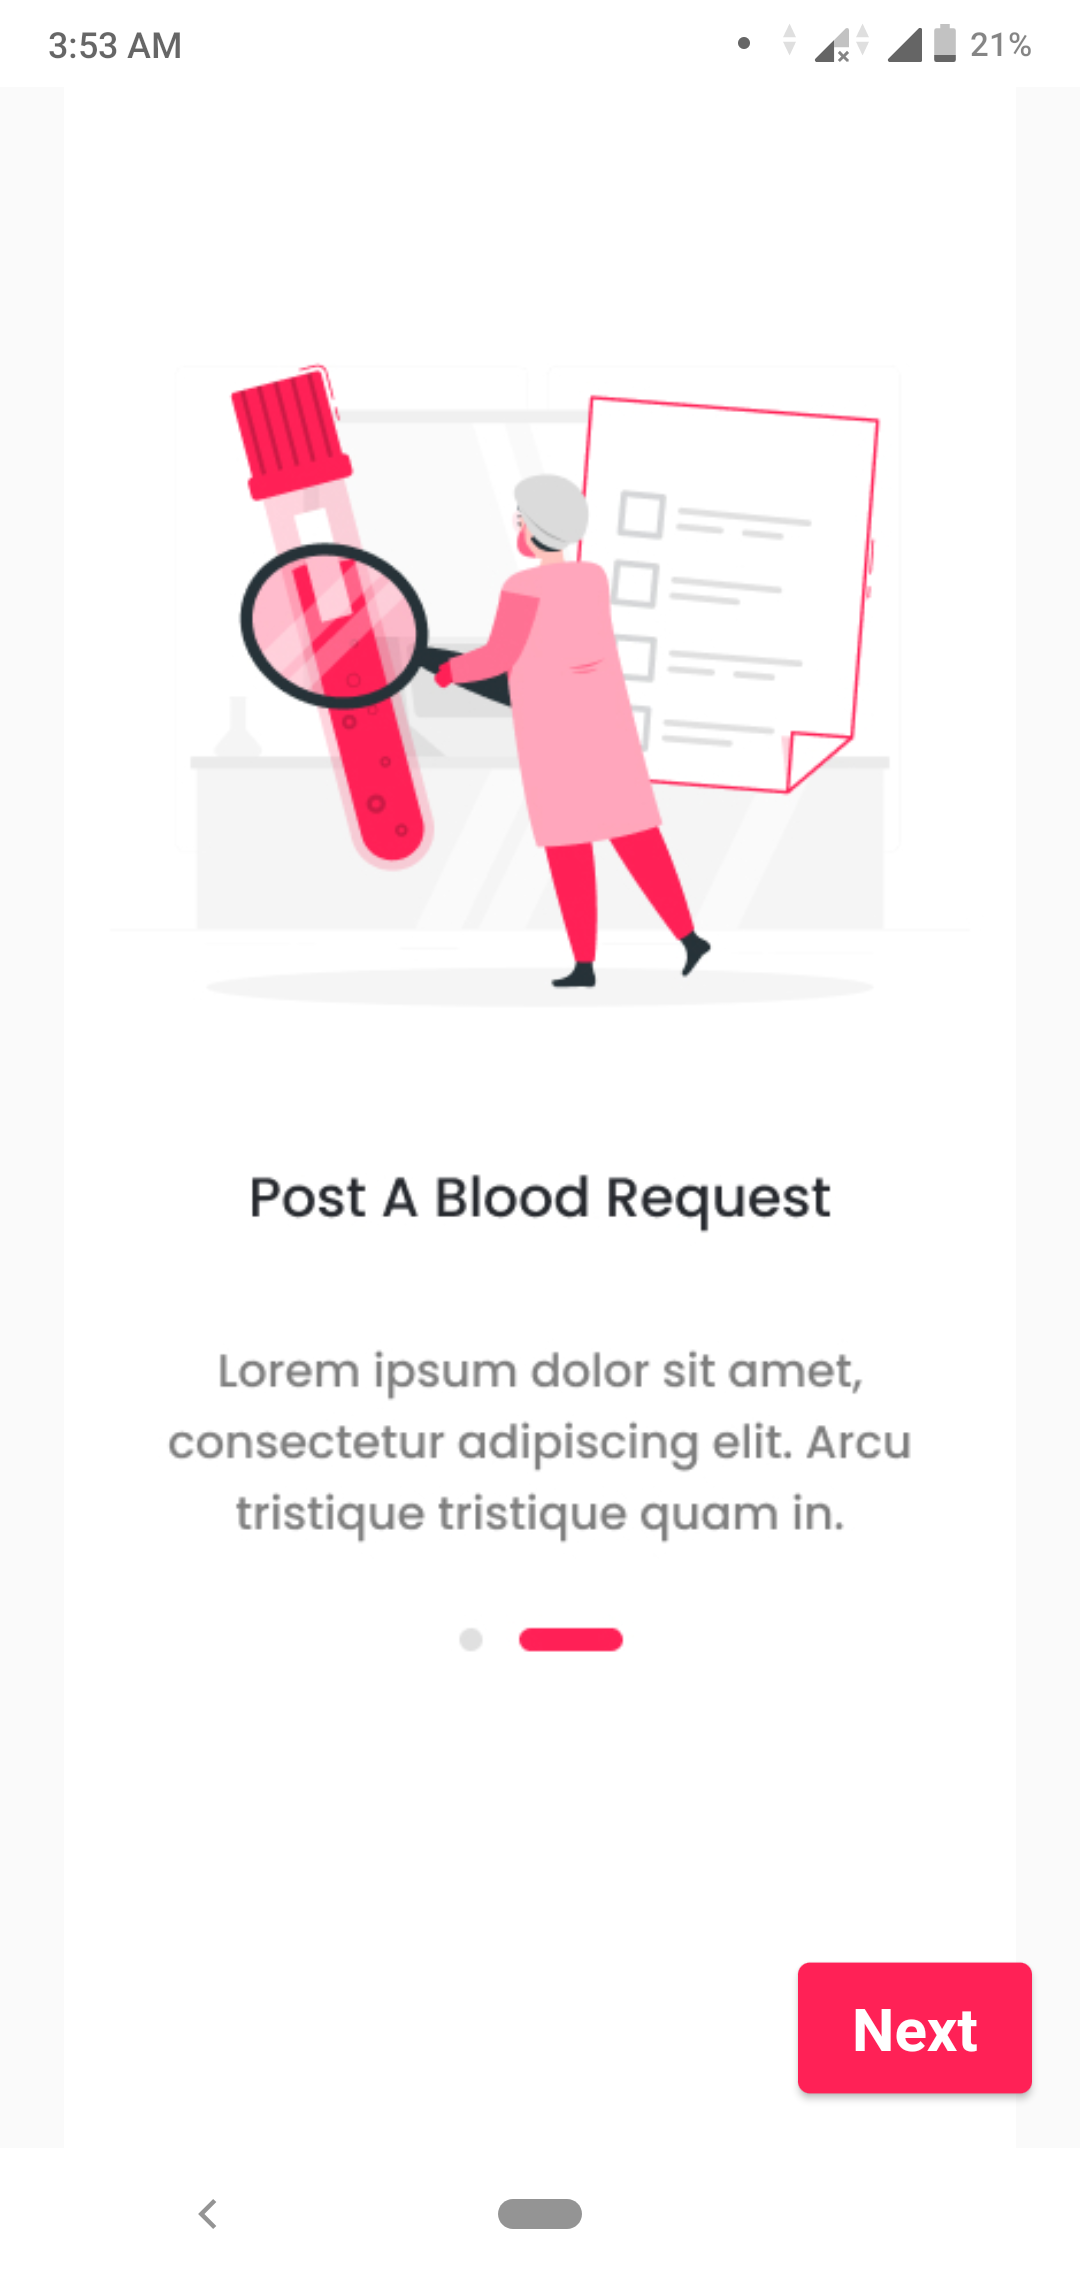 3:53 AM
21%
Post A Blood Request
Lorem ipsum dolor sit amet,
consectetur adipiscing elit. Arcu
tristique tristique quam in.
Next